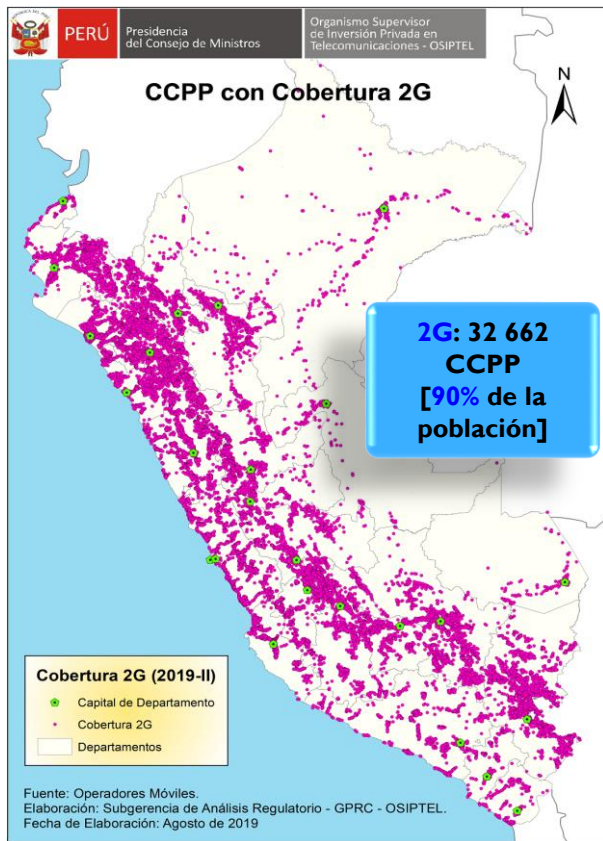 PERÚ
Presidencia
del Consejo de Ministros
Organismo Supervisor
de Inversión Privada en
Telecomunicaciones - OSIPTEL
CCPP con Cobertura 2G
N
2G: 32 662
CCPP
[90% de la
población]
Cobertura 2G (2019-II)
Capital de Departamento
Cobertura 2G
Departamentos
Fuente: Operadores Móviles.
Elaboración: Subgerencia de Análisis Regulatorio - GPRC - OSIPTEL.
Fecha de Elaboración: Agosto de 2019